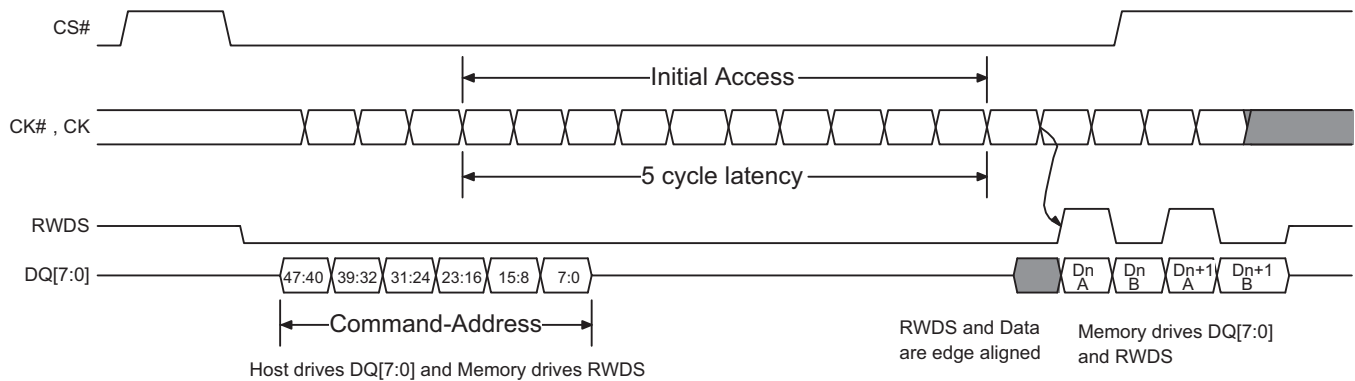 CS#
Initial Access
CK# , CK
5 cycle latency
RWDS
DQ[7:0]
47:40 39:32 31:24 23:16 15:8 7:0
Dn
A
Dn
B
Dn+1
A
Dn+1
B
Command-Address
Host drives DQ[7:0] and Memory drives RWDS
RWDS and Data
are edge aligned
Memory drives DQ[7:0]
and RWDS